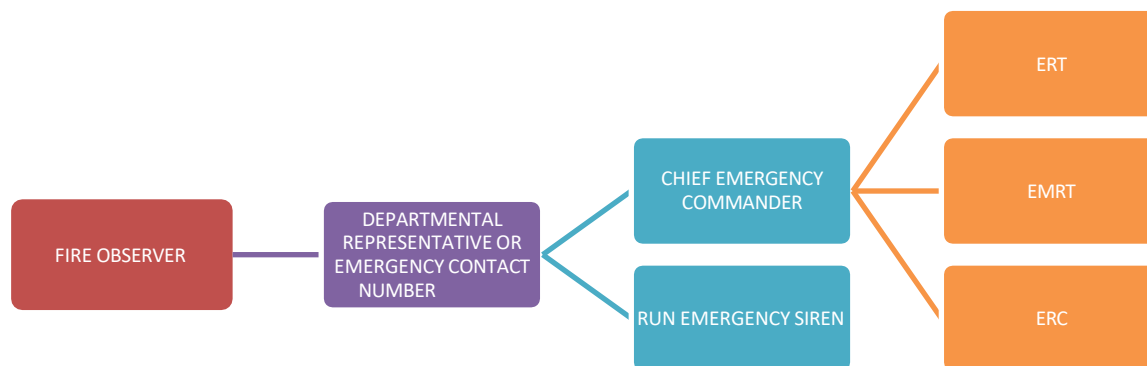 FIRE OBSERVER
DEPARTMENTAL
REPRESENTATIVE OR
EMERGENCY CONTACT
NUMBER
CHIEF EMERGENCY
COMMANDER
RUN EMERGENCY SIREN
ERT
EMRT
ERC